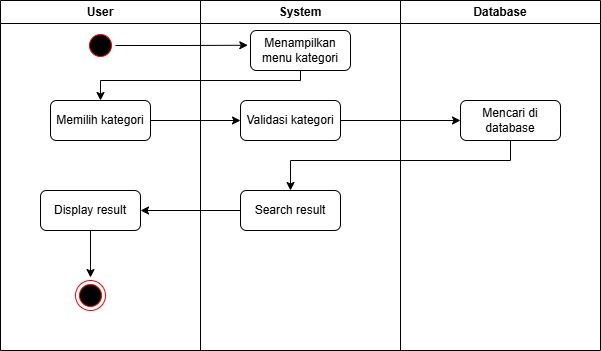 User
System
Database
Menampilkan
menu kategori
Memilih kategori
Validasi kategori
Mencari di
database
Display result
Search result